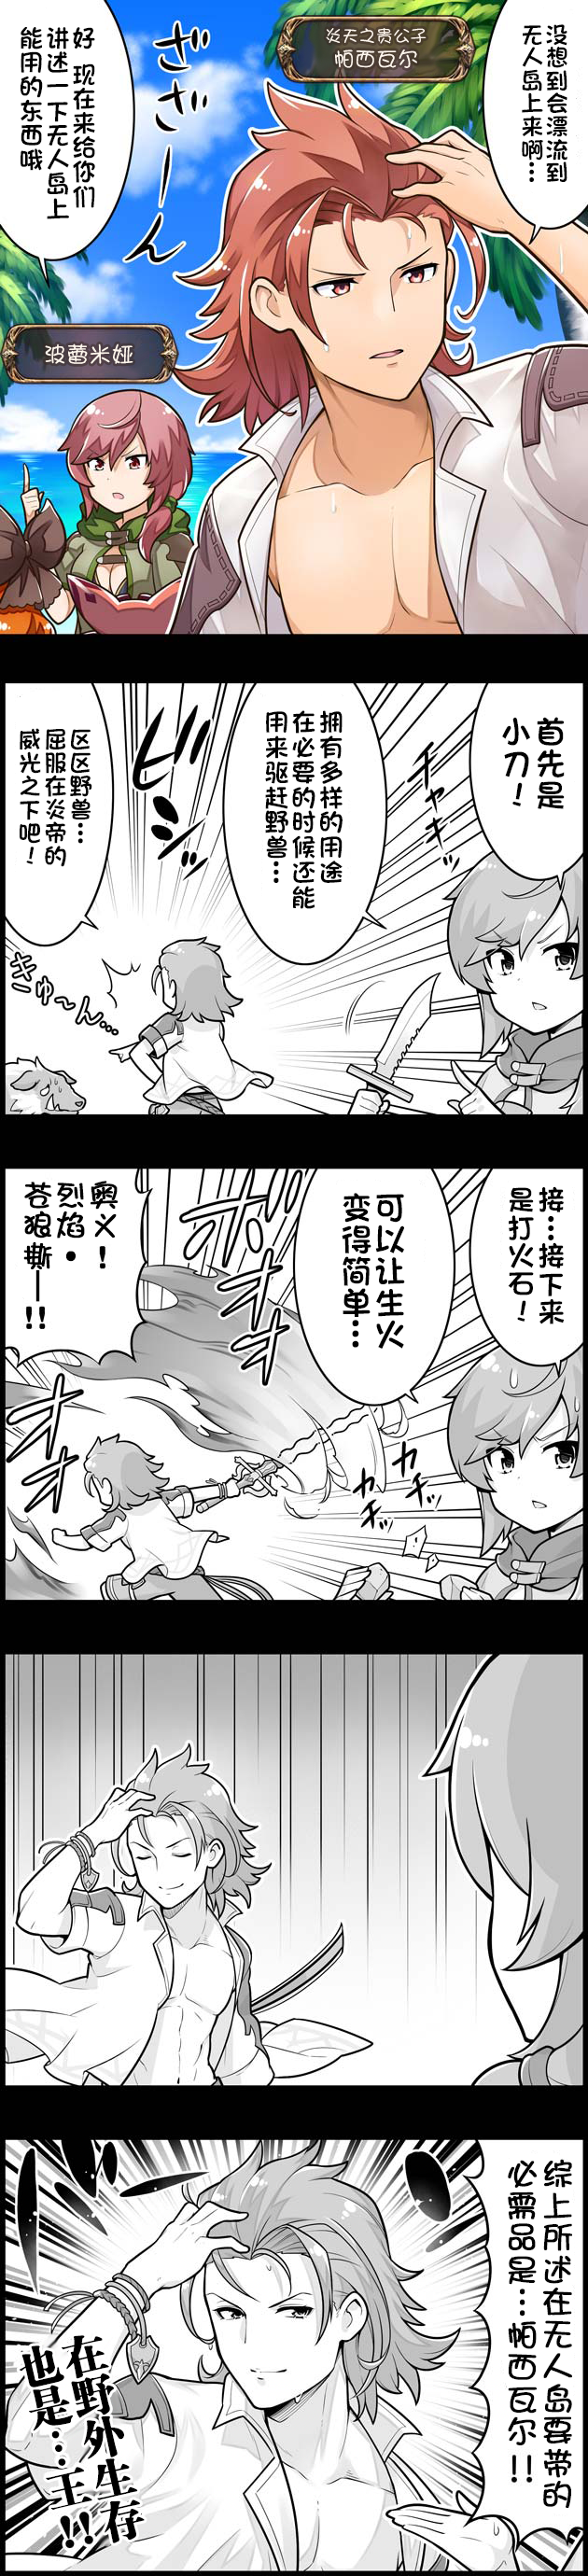 炎天之贵公子
帕西瓦尔
没想到会漂流到
无人岛上来啊…
ざざーん
好 现在来给你们
讲述一下无人岛上
能用的东西哦
波蕾米娅
首先是
小刀！
チャキッ
拥有多样的用途
在必要的时候还能
用来驱赶野兽…
ビシッ
区区野兽…
屈服在炎帝的
威光之下吧！
きゅ～ん…
接…接下来
是打火石！
可以让生火
变得简单…
カチッ
カチッ
奥义！
烈焰·
苍狼撕—!!
综上所述在无人岛要带的
必需品是…帕西瓦尔!!
在野外生存
也是…王!!